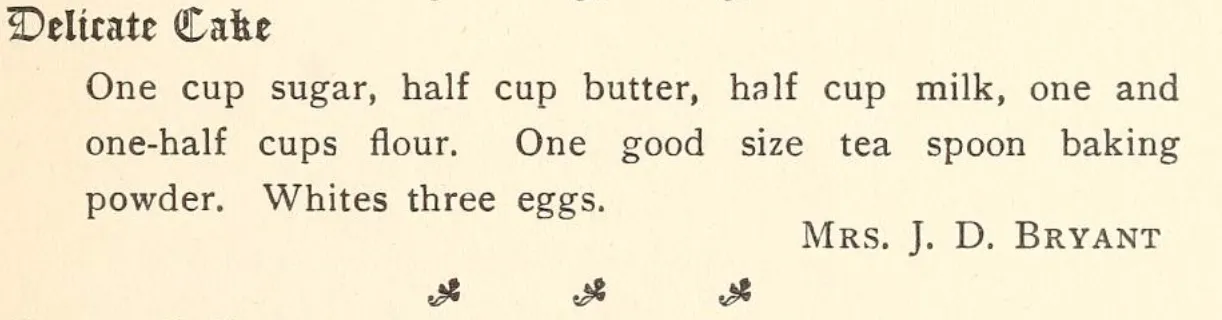 Delicate Cake
One cup sugar, half cup butter, half cup milk, one and
one-half cups flour. One good size tea spoon baking
powder. Whites three eggs.
MRS. J. D. BRYANT